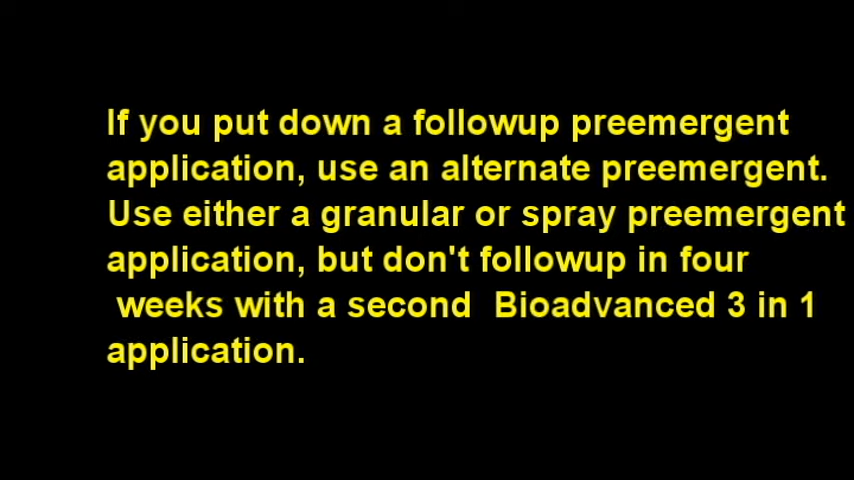 If you put down a followup preemergent
application, use an alternate preemergent.
Use either a granular or spray preemergent
application, but don't followup in four
weeks with a second  Bioadvanced 3 in 1
application.